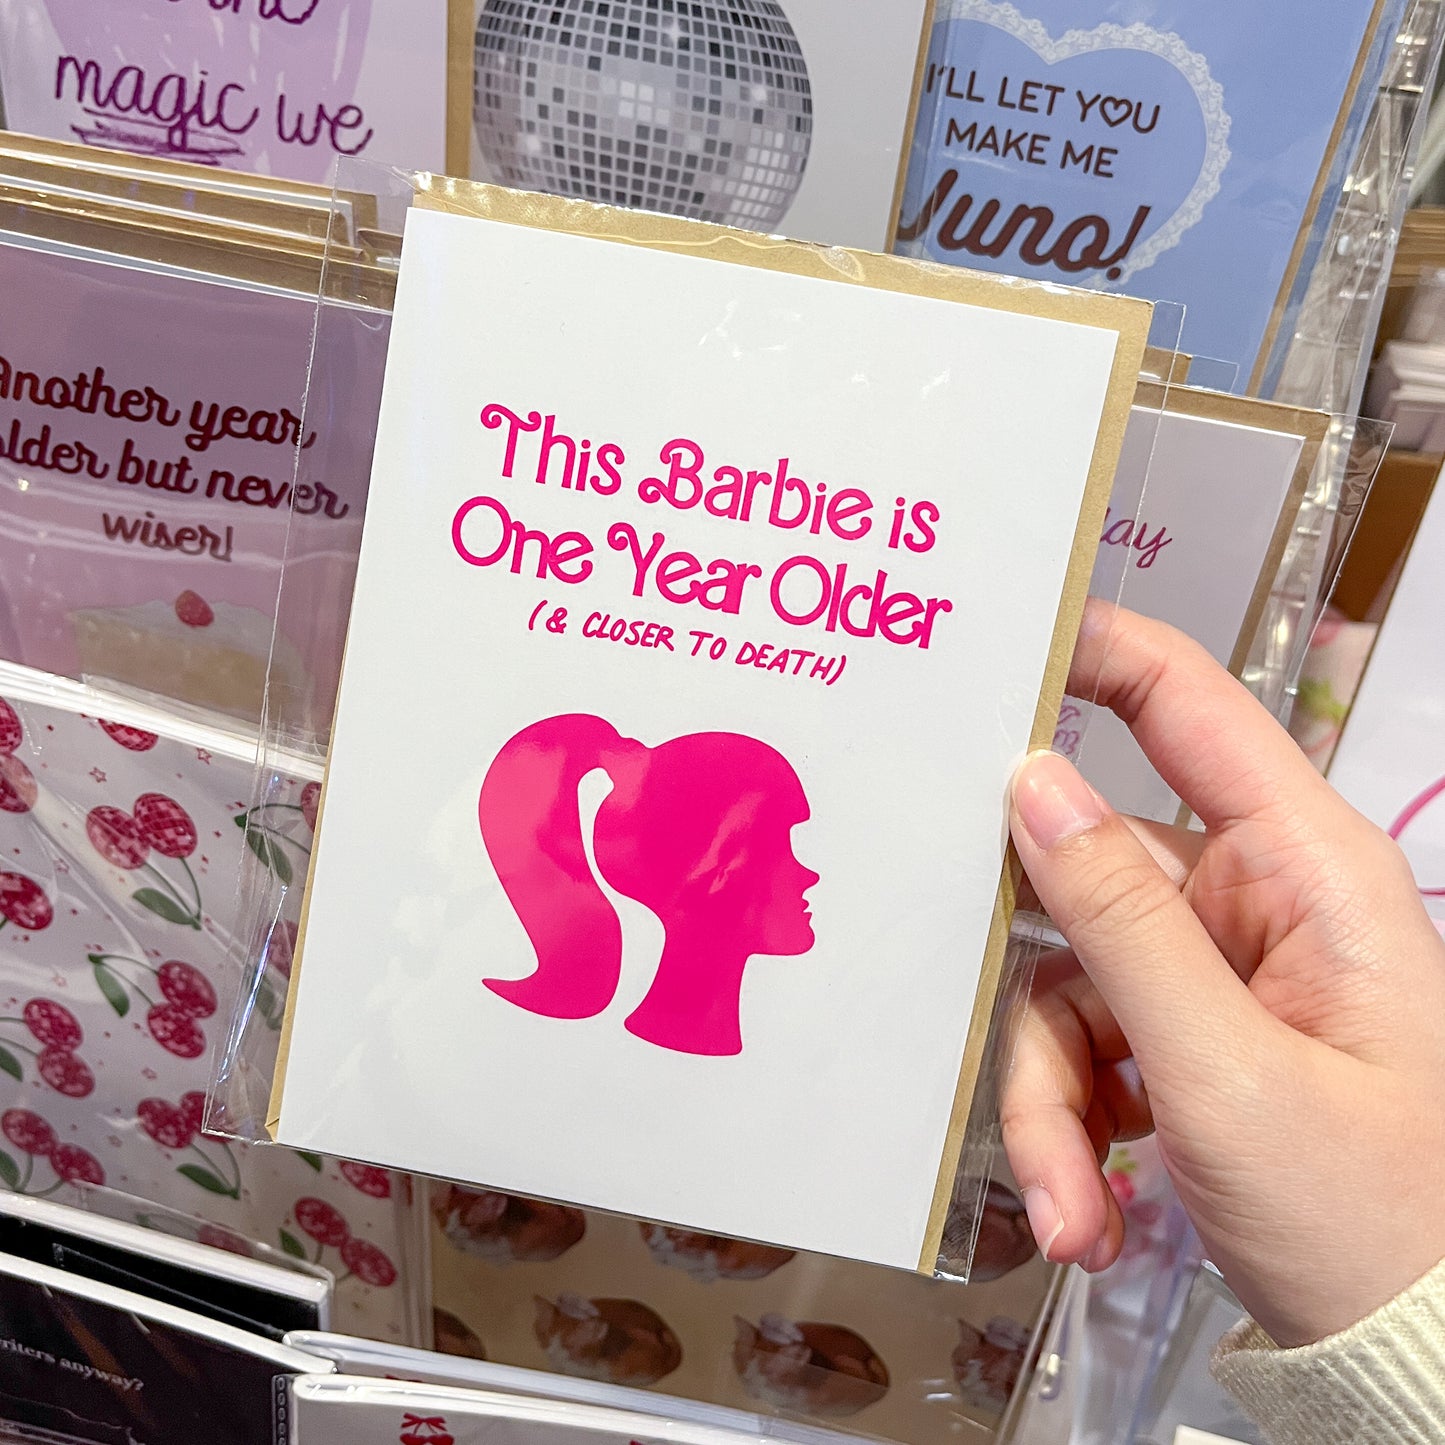 magic we
I'LL LET YOU
MAKE ME
Juno!
Another year
older but never
wiser!
This Barbie is
One Year Older
(& CLOSER TO DEATH)
anyway?